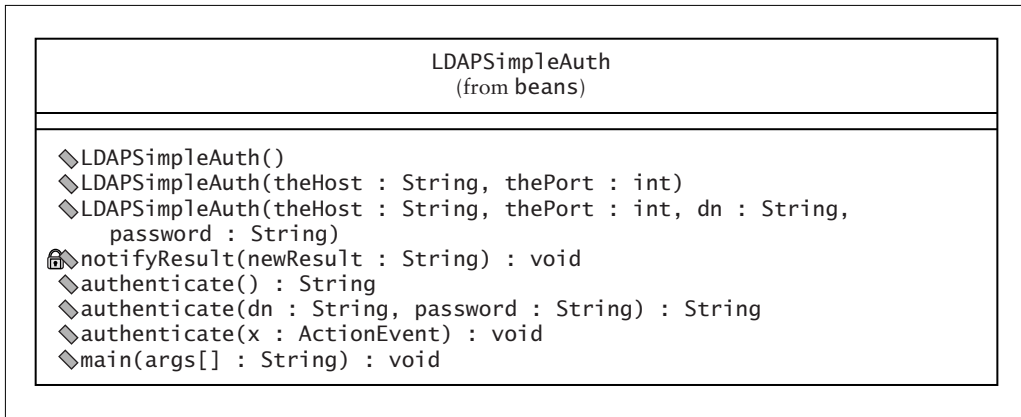 LDAPSimpleAuth
(from beans)
LDAPSimpleAuth()
LDAPSimpleAuth(theHost : String, thePort : int)
LDAPSimpleAuth(theHost : String, thePort : int, dn : String,
password : String)
notifyResult(newResult : String) : void
authenticate() : String
authenticate(dn : String, password : String) : String
authenticate(x : ActionEvent) : void
main(args[] : String) : void